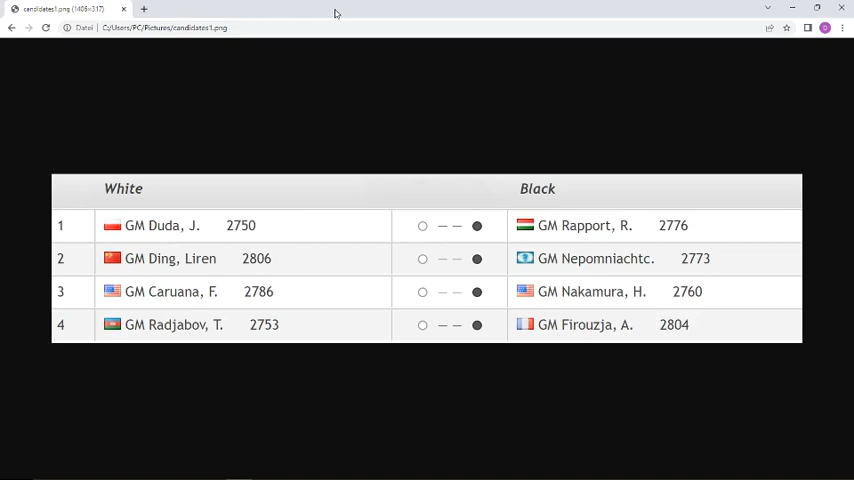 candidates1.png (1406×317)
Datei C:/Users/PC/Pictures/candidates1.png
White Black
1 GM Duda, J. 2750 GM Rapport, R. 2776
2 GM Ding, Liren 2806 GM Nepomniachtc. 2773
3 GM Caruana, F. 2786 GM Nakamura, H. 2760
4 GM Radjabov, T. 2753 GM Firouzja, A. 2804